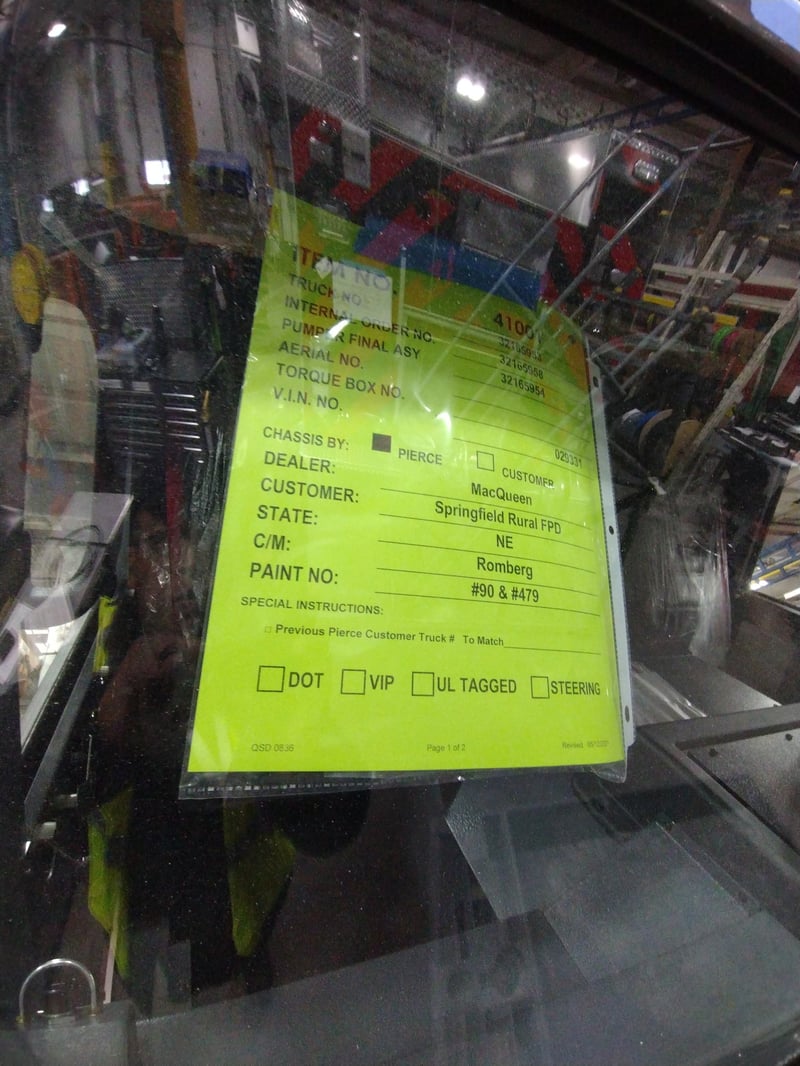 ITEM NO.
TRUCK NO.
INTERNAL ORDER NO.
PUMPER FINAL ASY 32165958
AERIAL NO. 32165954
TORQUE BOX NO.
V.I.N. NO. 029331
CHASSIS BY: ■ PIERCE □ CUSTOMER
DEALER: MacQueen
CUSTOMER: Springfield Rural FPD
STATE: NE
C/M: Romberg
PAINT NO: #90 & #479
SPECIAL INSTRUCTIONS:
□ Previous Pierce Customer Truck # To Match
□ DOT □ VIP □ UL TAGGED □ STEERING
QSD 0836 Page 1 of 2 Revised